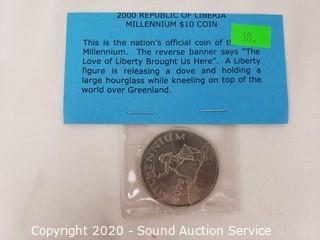 2000 REPUBLIC OF LIBERIA
MILLENNIUM $10 COIN
10.
This is the nation's official coin of the
Millennium. The reverse banner says "The
Love of Liberty Brought Us Here". A Liberty
figure is releasing a dove and holding a
large hourglass while kneeling on top of the
world over Greenland.
MILLENNIUM
2000
Copyright 2020 - Sound Auction Service